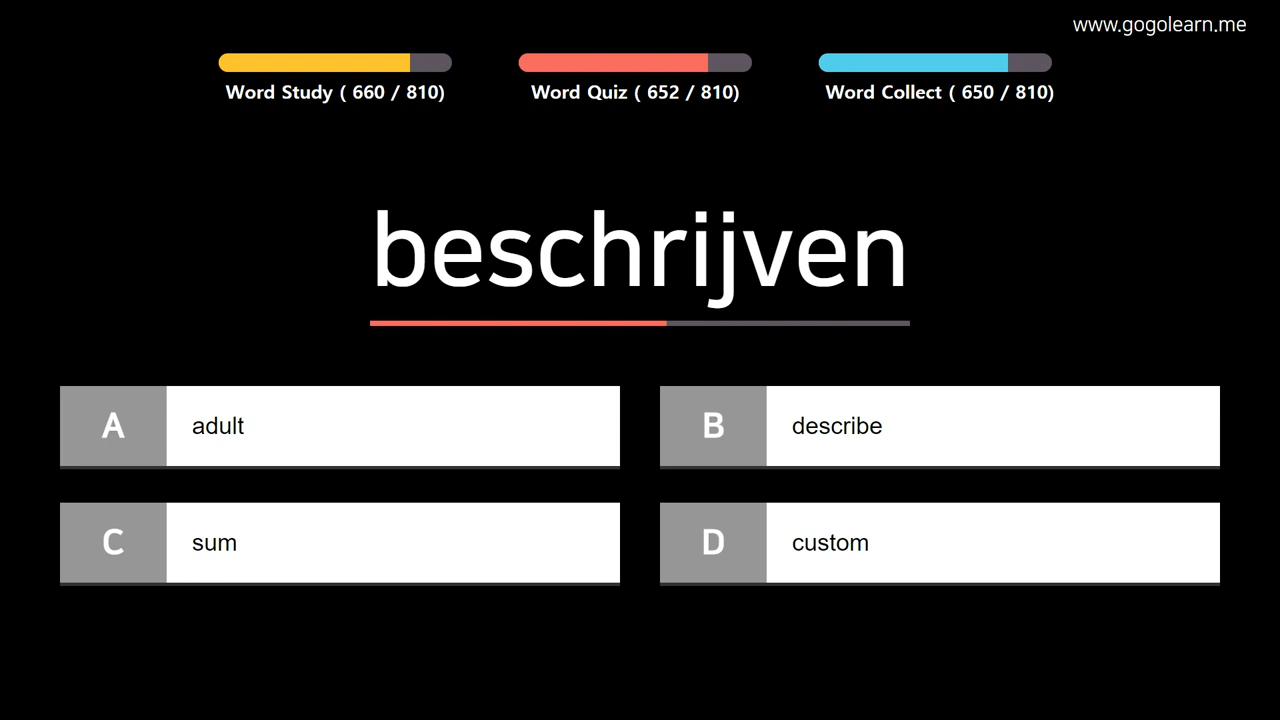 www.gogolearn.me
Word Study ( 660 / 810)
Word Quiz ( 652 / 810)
Word Collect ( 650 / 810)
beschrijven
A adult
B describe
C sum
D custom